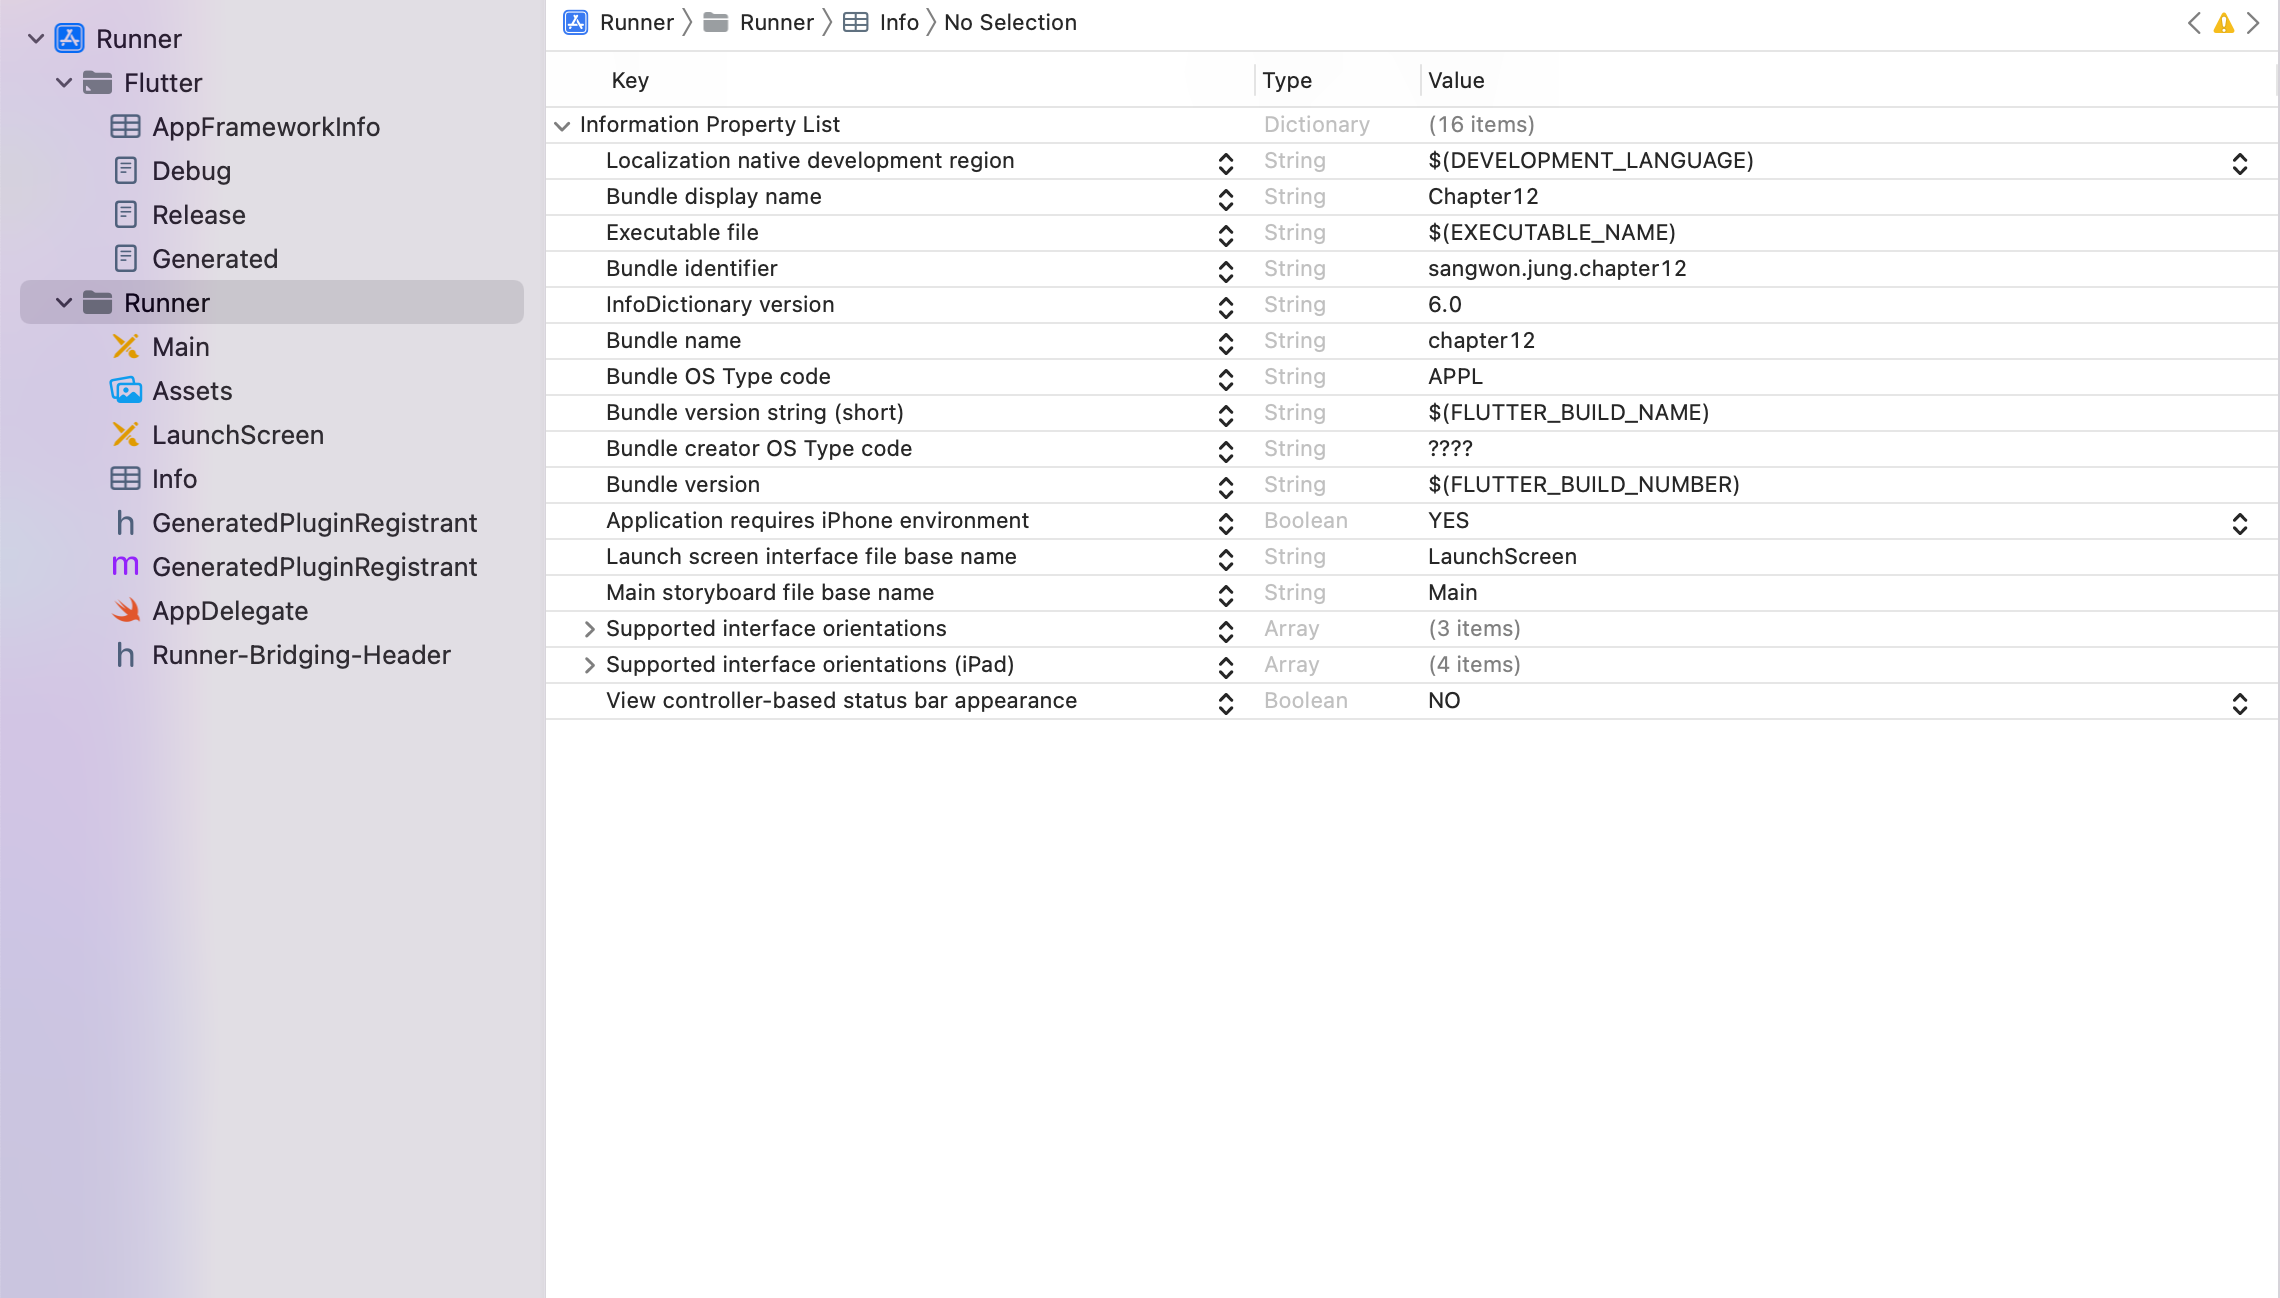 Runner
Flutter
AppFrameworkInfo
Debug
Release
Generated
Runner
Main
Assets
LaunchScreen
Info
h GeneratedPluginRegistrant
m GeneratedPluginRegistrant
AppDelegate
h Runner-Bridging-Header
Runner Runner Info No Selection
Key Type Value
Information Property List Dictionary (16 items)
Localization native development region String $(DEVELOPMENT_LANGUAGE)
Bundle display name String Chapter12
Executable file String $(EXECUTABLE_NAME)
Bundle identifier String sangwon.jung.chapter12
InfoDictionary version String 6.0
Bundle name String chapter12
Bundle OS Type code String APPL
Bundle version string (short) String $(FLUTTER_BUILD_NAME)
Bundle creator OS Type code String ????
Bundle version String $(FLUTTER_BUILD_NUMBER)
Application requires iPhone environment Boolean YES
Launch screen interface file base name String LaunchScreen
Main storyboard file base name String Main
Supported interface orientations Array (3 items)
Supported interface orientations (iPad) Array (4 items)
View controller-based status bar appearance Boolean NO